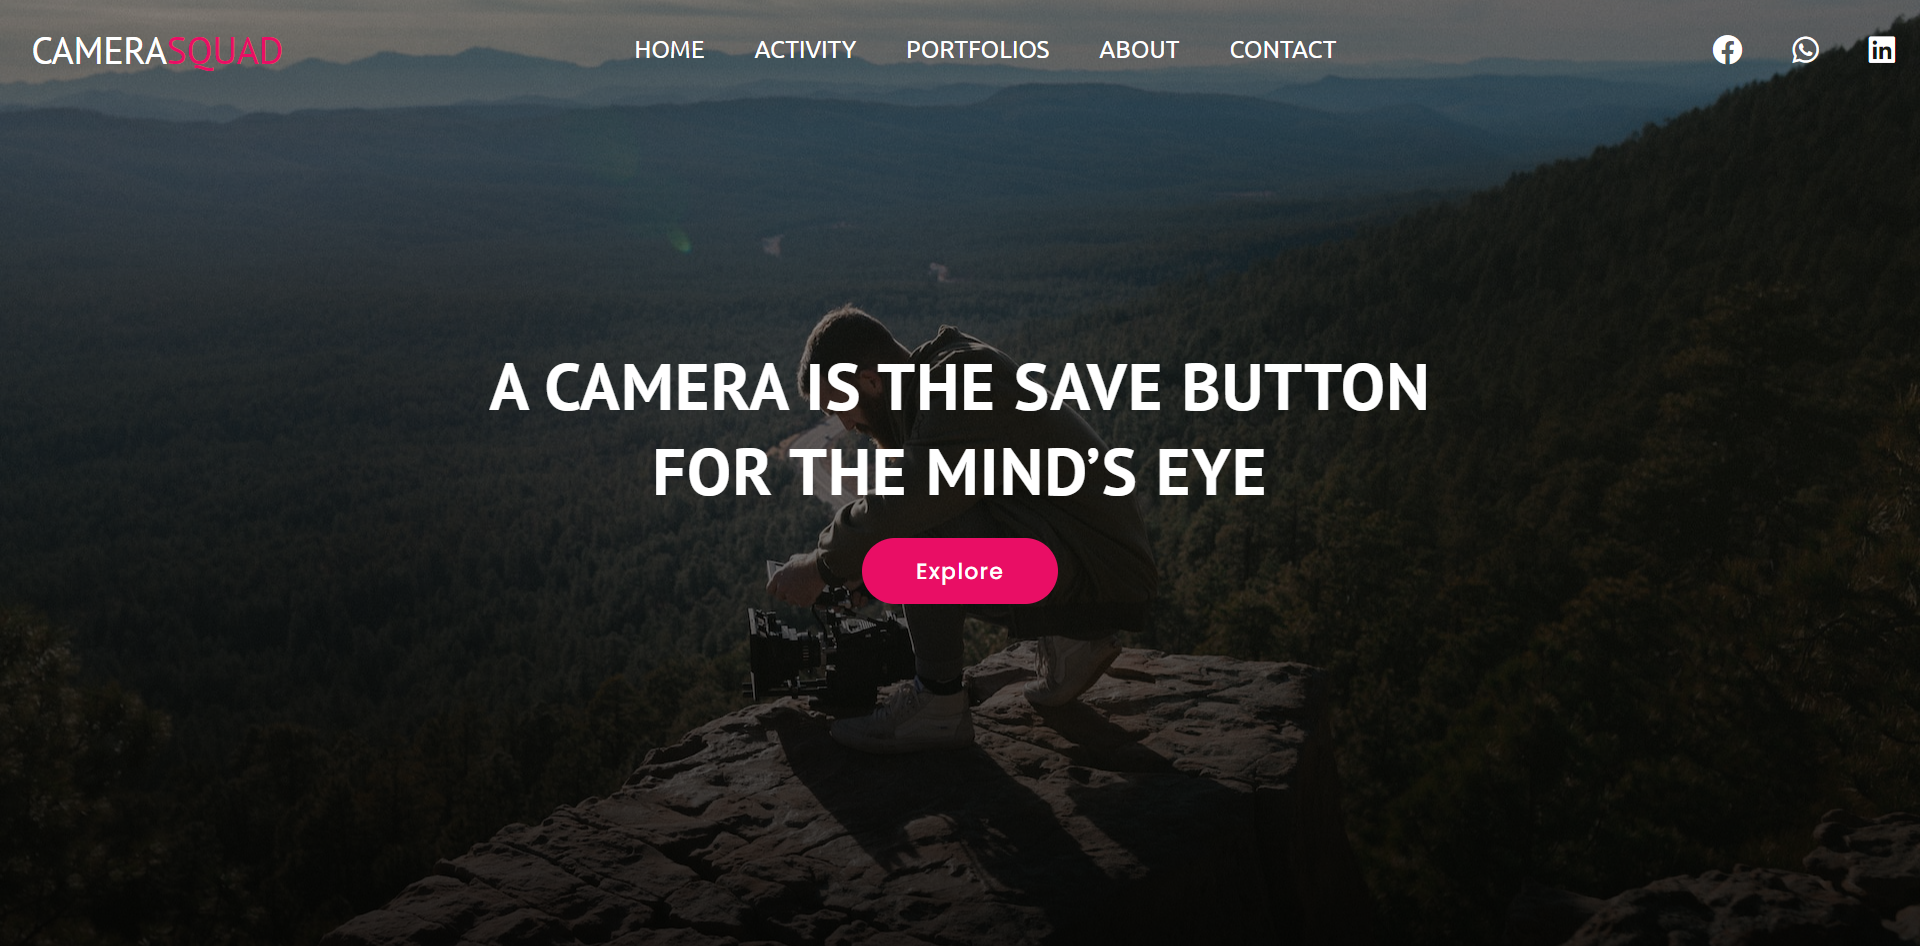 CAMERASQUAD
HOME ACTIVITY PORTFOLIOS ABOUT CONTACT
A CAMERA IS THE SAVE BUTTON
FOR THE MIND’S EYE
Explore